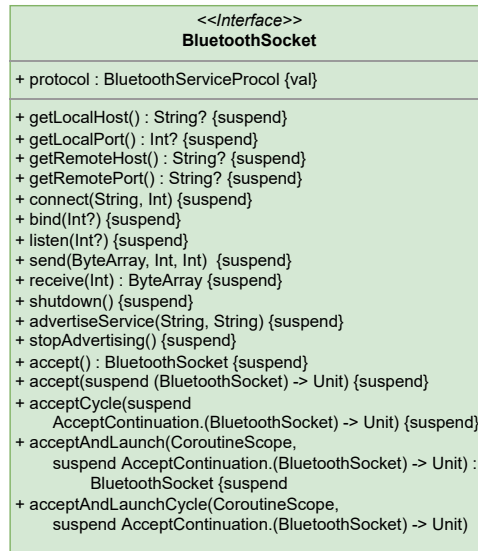 <<Interface>>
BluetoothSocket
+ protocol : BluetoothServiceProcol {val}
+ getLocalHost() : String? {suspend}
+ getLocalPort() : Int? {suspend}
+ getRemoteHost() : String? {suspend}
+ getRemotePort() : String? {suspend}
+ connect(String, Int) {suspend}
+ bind(Int?) {suspend}
+ listen(Int?) {suspend}
+ send(ByteArray, Int, Int)  {suspend}
+ receive(Int) : ByteArray {suspend}
+ shutdown() {suspend}
+ advertiseService(String, String) {suspend}
+ stopAdvertising() {suspend}
+ accept() : BluetoothSocket {suspend}
+ accept(suspend (BluetoothSocket) -> Unit) {suspend}
+ acceptCycle(suspend
AcceptContinuation.(BluetoothSocket) -> Unit) {suspend}
+ acceptAndLaunch(CoroutineScope,
suspend AcceptContinuation.(BluetoothSocket) -> Unit) :
BluetoothSocket {suspend
+ acceptAndLaunchCycle(CoroutineScope,
suspend AcceptContinuation.(BluetoothSocket) -> Unit)